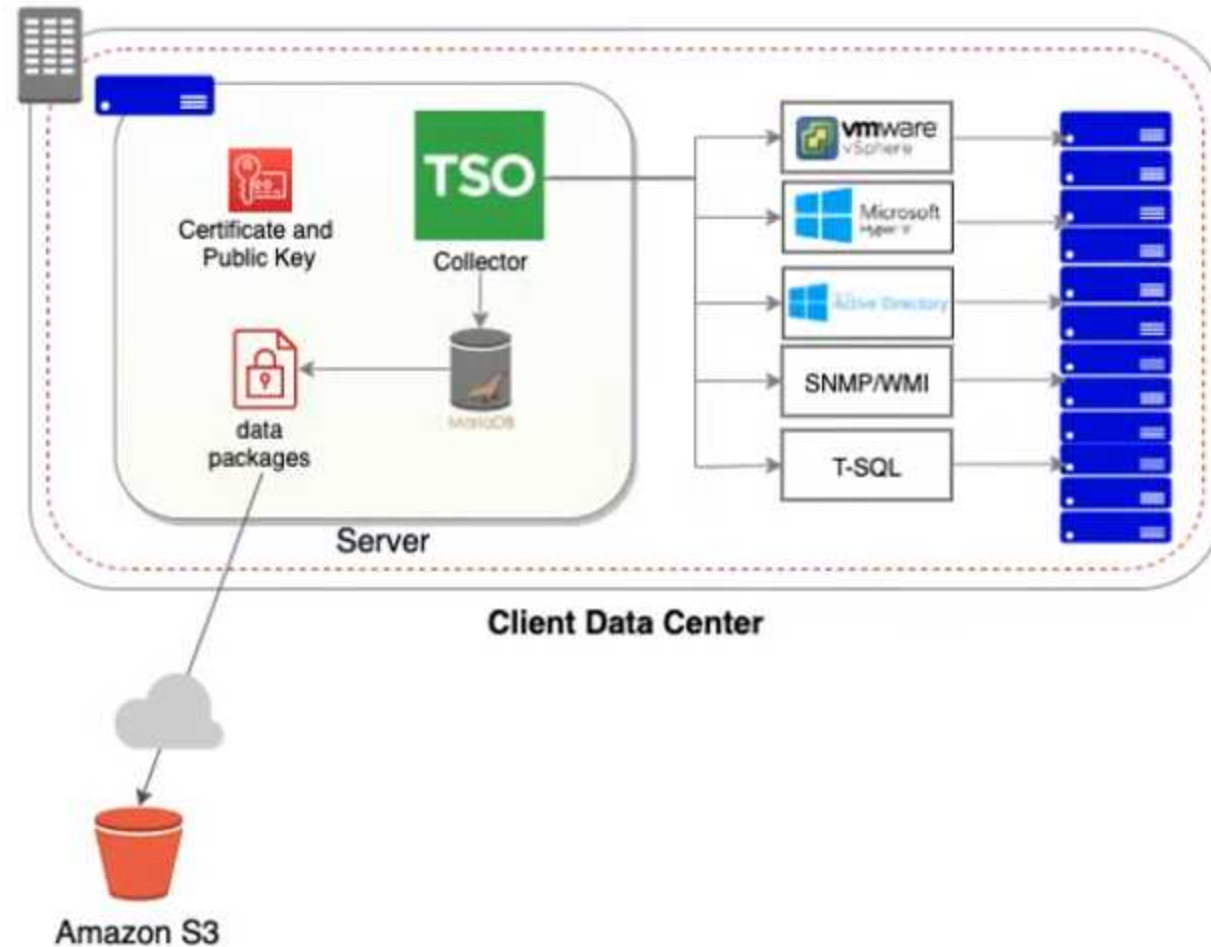 TSO
Certificate and
Public Key
Collector
MariaDB
data
packages
Server
vmware
vSphere
Microsoft
Hyper-V
Active Directory
SNMP/WMI
T-SQL
Client Data Center
Amazon S3